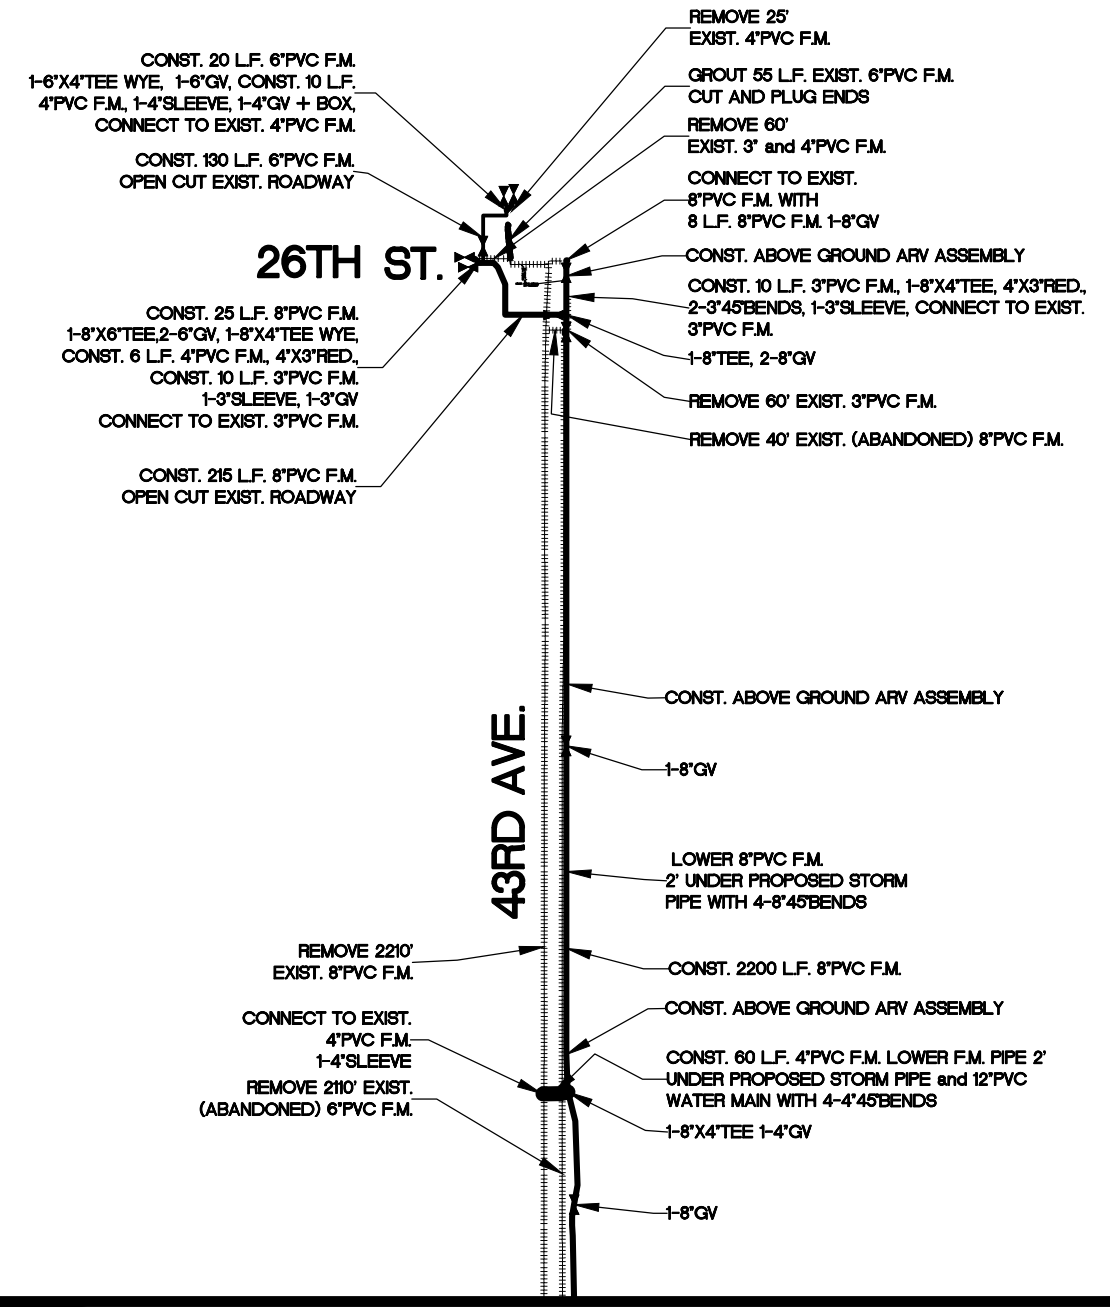 REMOVE 25'
EXIST. 4"PVC F.M.
CONST. 20 L.F. 6"PVC F.M.
1-6"X4"TEE WYE, 1-6"GV, CONST. 10 L.F.
4"PVC F.M., 1-4"SLEEVE, 1-4"GV + BOX,
CONNECT TO EXIST. 4"PVC F.M.
GROUT 55 L.F. EXIST. 6"PVC F.M.
CUT AND PLUG ENDS
REMOVE 60'
EXIST. 3" and 4"PVC F.M.
CONST. 130 L.F. 6"PVC F.M.
OPEN CUT EXIST. ROADWAY
CONNECT TO EXIST.
8"PVC F.M. WITH
8 L.F. 8"PVC F.M. 1-8"GV
26TH ST.
CONST. ABOVE GROUND ARV ASSEMBLY
CONST. 10 L.F. 3"PVC F.M., 1-8"X4"TEE, 4"X3"RED.,
2-3"45°BENDS, 1-3"SLEEVE, CONNECT TO EXIST.
3"PVC F.M.
CONST. 25 L.F. 8"PVC F.M.
1-8"X6"TEE,2-6"GV, 1-8"X4"TEE WYE,
CONST. 6 L.F. 4"PVC F.M., 4"X3"RED.,
CONST. 10 L.F. 3"PVC F.M.
1-3"SLEEVE, 1-3"GV
CONNECT TO EXIST. 3"PVC F.M.
1-8"TEE, 2-8"GV
REMOVE 60' EXIST. 3"PVC F.M.
REMOVE 40' EXIST. (ABANDONED) 8"PVC F.M.
CONST. 215 L.F. 8"PVC F.M.
OPEN CUT EXIST. ROADWAY
CONST. ABOVE GROUND ARV ASSEMBLY
43RD AVE.
1-8"GV
LOWER 8"PVC F.M.
2' UNDER PROPOSED STORM
PIPE WITH 4-8"45°BENDS
REMOVE 2210'
EXIST. 8"PVC F.M.
CONST. 2200 L.F. 8"PVC F.M.
CONNECT TO EXIST.
4"PVC F.M.
1-4"SLEEVE
CONST. ABOVE GROUND ARV ASSEMBLY
CONST. 60 L.F. 4"PVC F.M. LOWER F.M. PIPE 2'
UNDER PROPOSED STORM PIPE and 12"PVC
WATER MAIN WITH 4-4"45°BENDS
REMOVE 2110' EXIST.
(ABANDONED) 6"PVC F.M.
1-8"X4"TEE 1-4"GV
1-8"GV